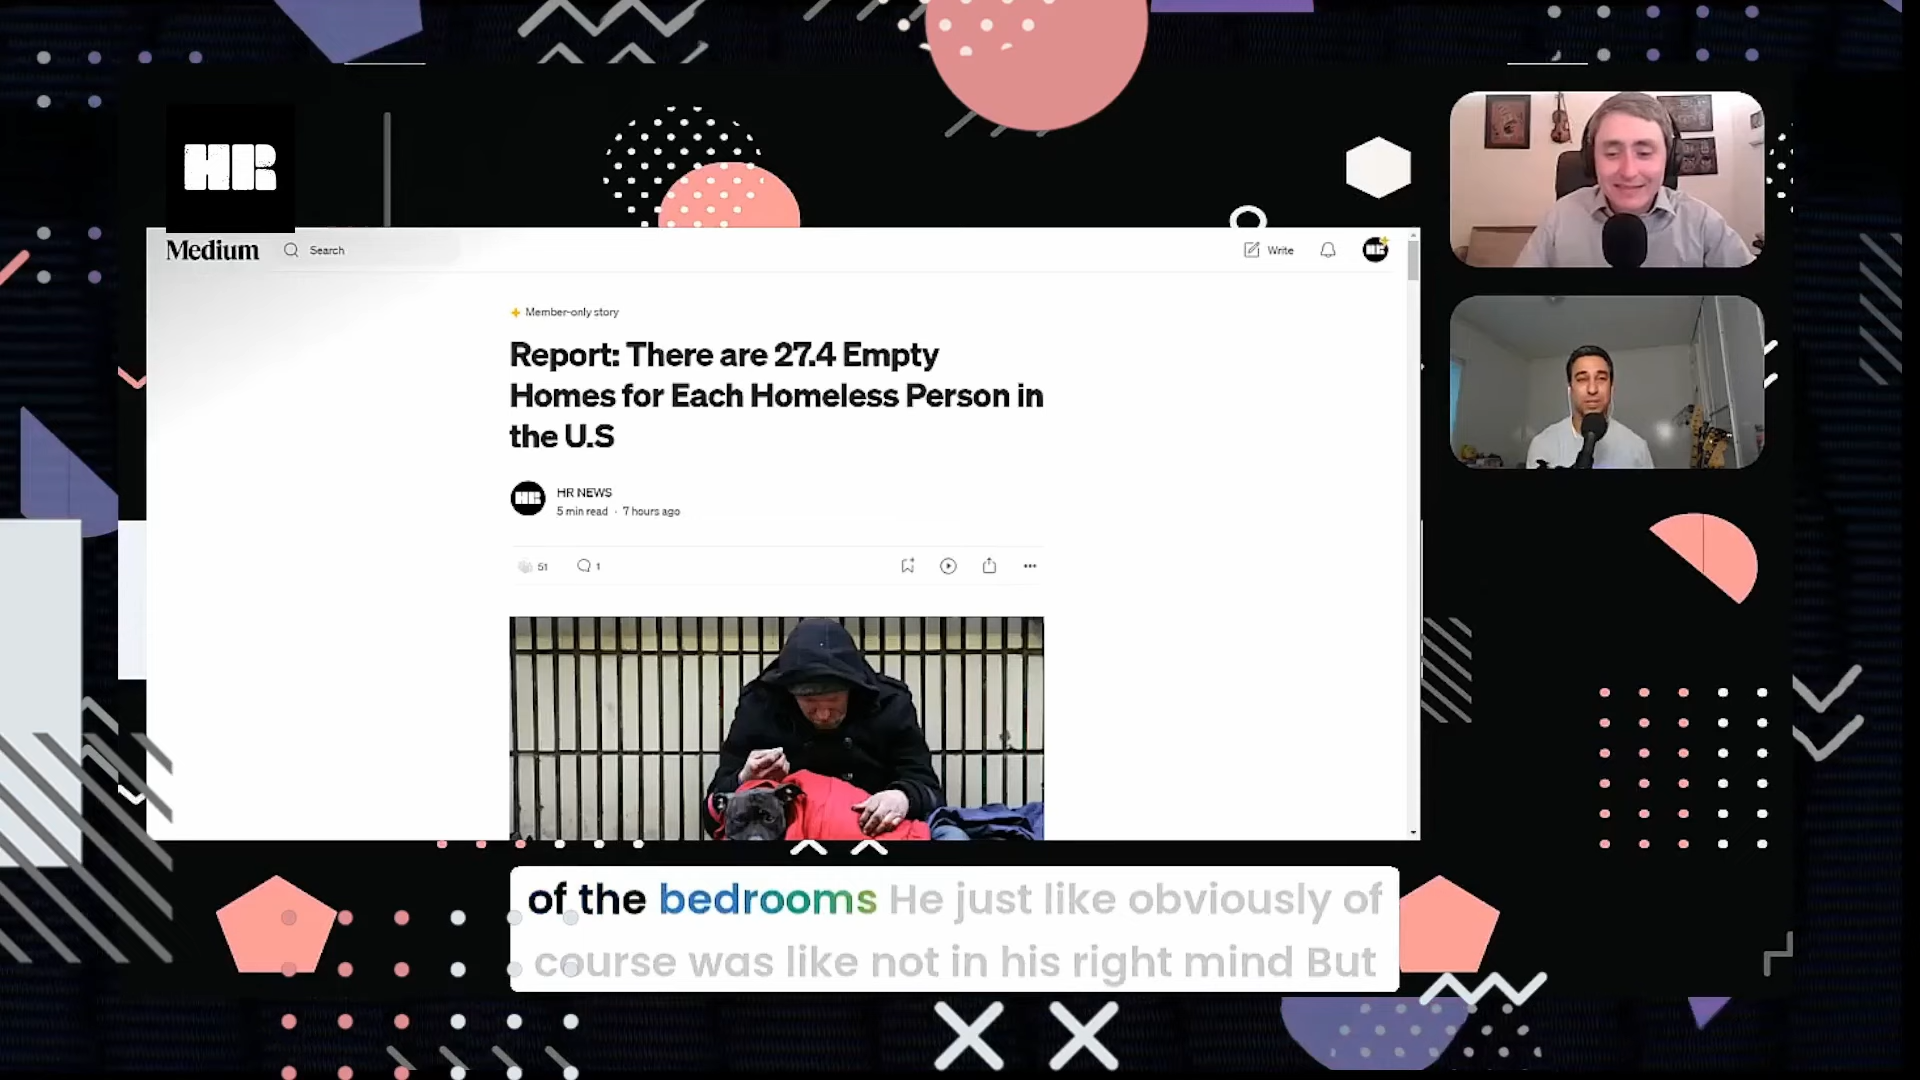 HR
Medium
Search
Write
HR
Member-only story
Report: There are 27.4 Empty
Homes for Each Homeless Person in
the U.S
HR
HR NEWS
5 min read · 7 hours ago
51
1
of the bedrooms He just like obviously of
course was like not in his right mind But